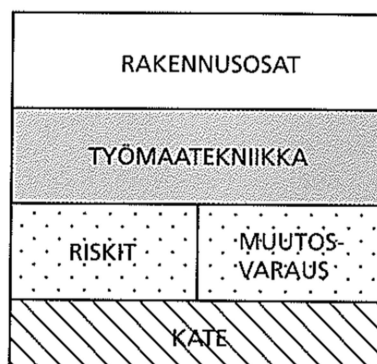 RAKENNUSOSAT
TYÖMAATEKNIIKKA
RISKIT
MUUTOS-
VARAUS
KATE